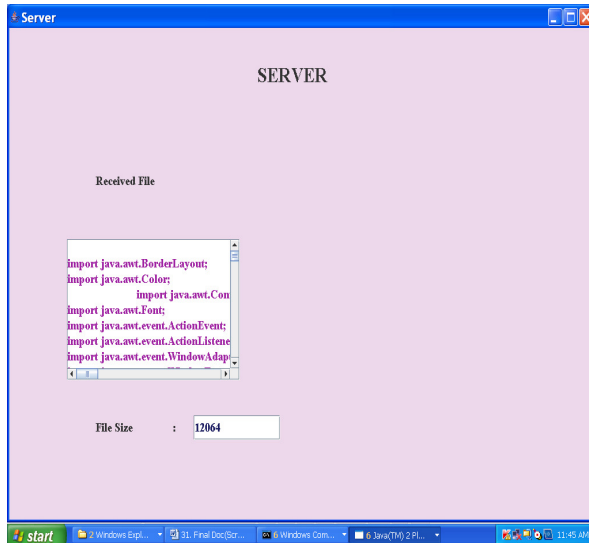 Server
SERVER
Received File
import java.awt.BorderLayout;
import java.awt.Color;
import java.awt.Con
import java.awt.Font;
import java.awt.event.ActionEvent;
import java.awt.event.ActionListene
import java.awt.event.WindowAdap
File Size : 12064
start 2 Windows Expl... 31. Final Doc(Scr... 6 Windows Com... 6 Java(TM) 2 Pl... 11:45 AM